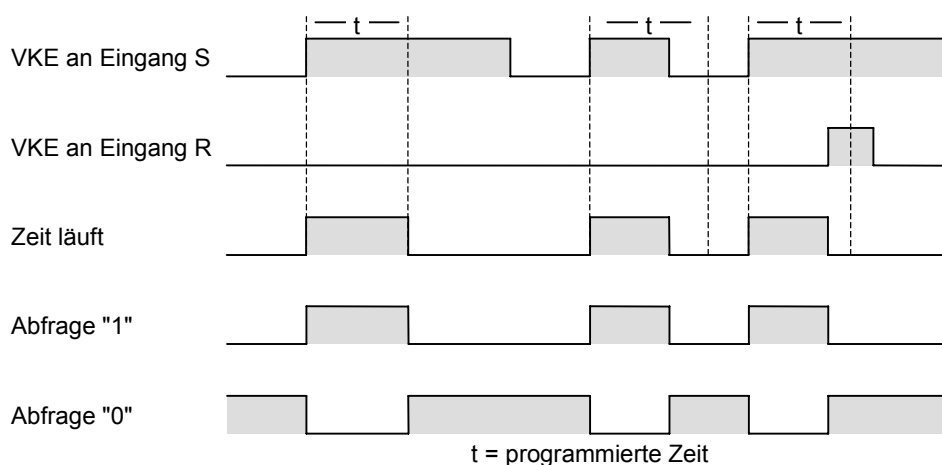 t t t
VKE an Eingang S
VKE an Eingang R
Zeit läuft
Abfrage "1"
Abfrage "0"
t = programmierte Zeit